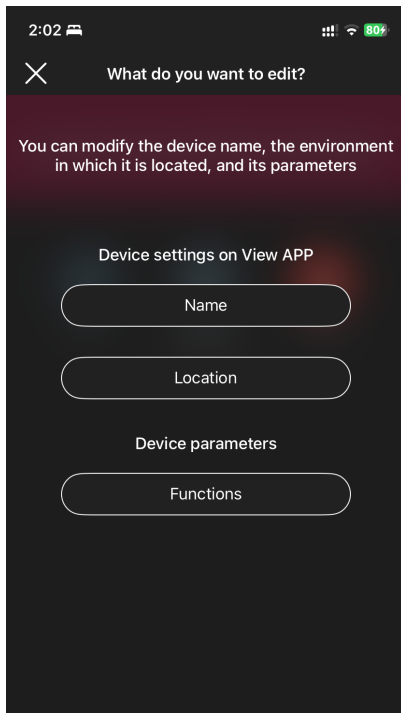 2:02
80
What do you want to edit?
You can modify the device name, the environment
in which it is located, and its parameters
Device settings on View APP
Name
Location
Device parameters
Functions